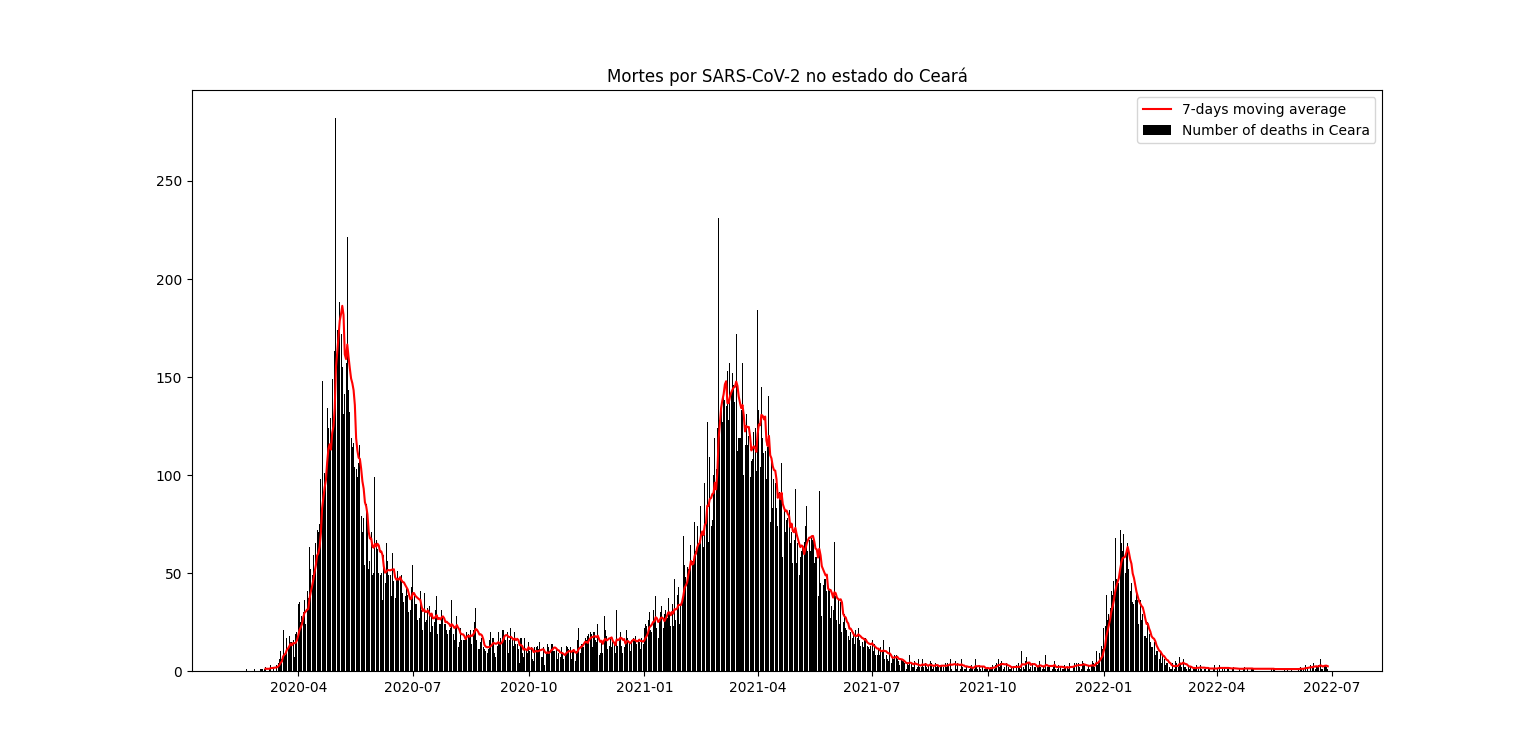 Mortes por SARS-CoV-2 no estado do Ceará
7-days moving average
Number of deaths in Ceara
250
200
150
100
50
0
2020-04 2020-07 2020-10 2021-01 2021-04 2021-07 2021-10 2022-01 2022-04 2022-07